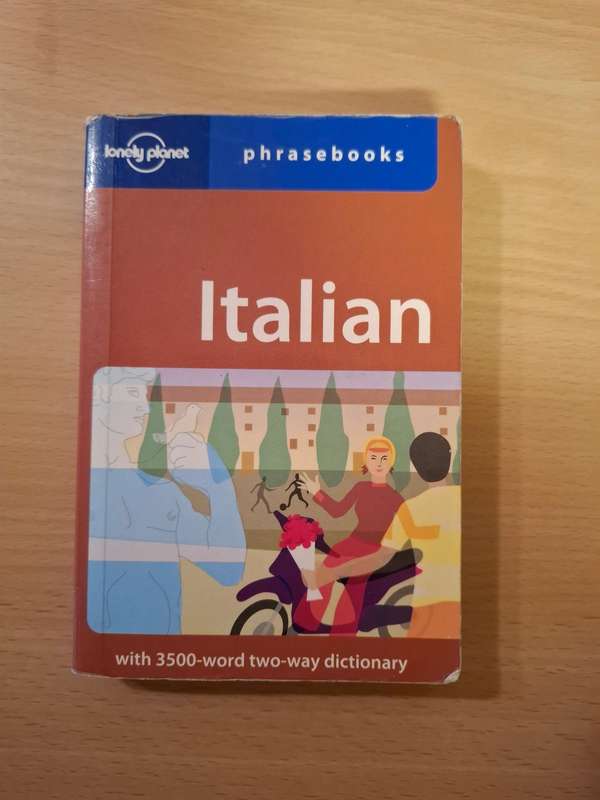 lonely planet
phrasebooks
Italian
with 3500-word two-way dictionary